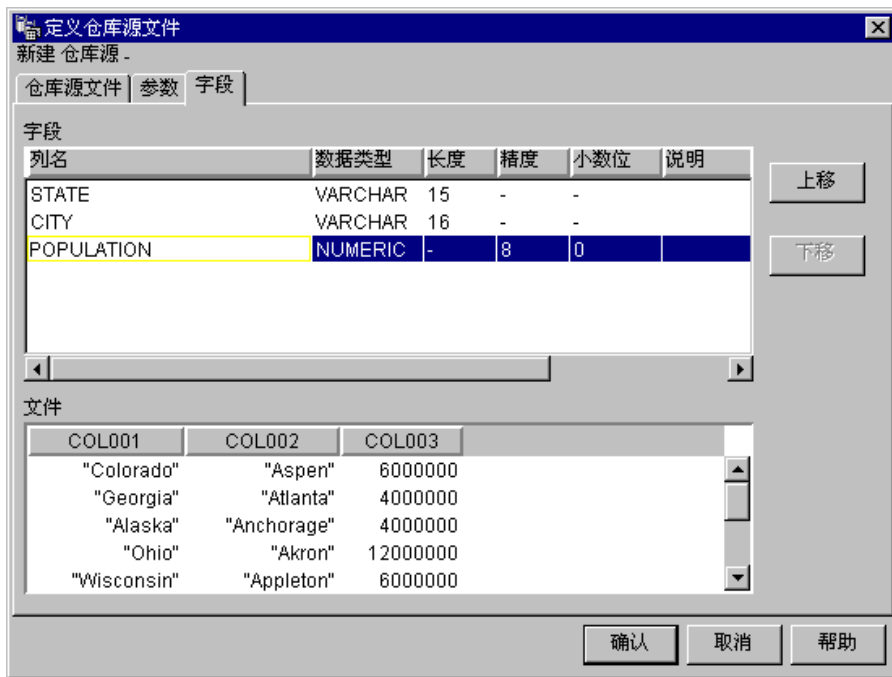 定义仓库源文件
新建 仓库源 -
仓库源文件 参数 字段
字段
列名 数据类型 长度 精度 小数位 说明
STATE VARCHAR 15 - -
CITY VARCHAR 16 - -
POPULATION NUMERIC - 8 0
上移
下移
文件
COL001 COL002 COL003
"Colorado" "Aspen" 6000000
"Georgia" "Atlanta" 4000000
"Alaska" "Anchorage" 4000000
"Ohio" "Akron" 12000000
"Wisconsin" "Appleton" 6000000
确认 取消 帮助